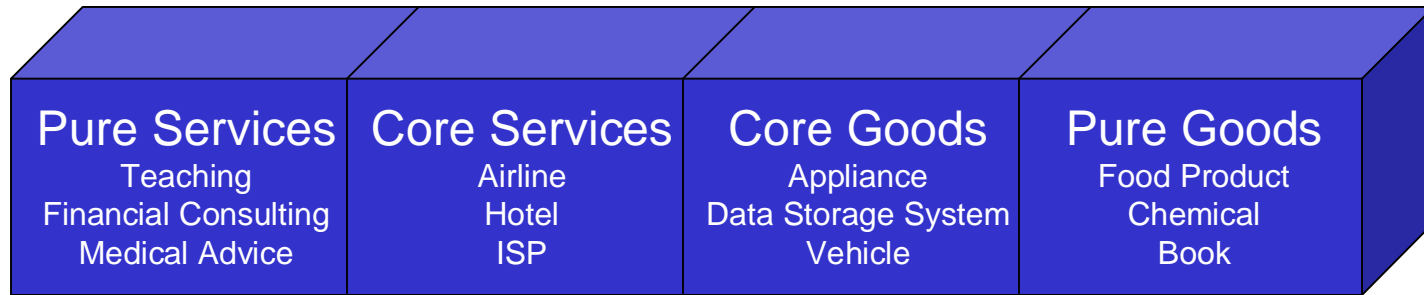 Pure Services
Teaching
Financial Consulting
Medical Advice
Core Services
Airline
Hotel
ISP
Core Goods
Appliance
Data Storage System
Vehicle
Pure Goods
Food Product
Chemical
Book